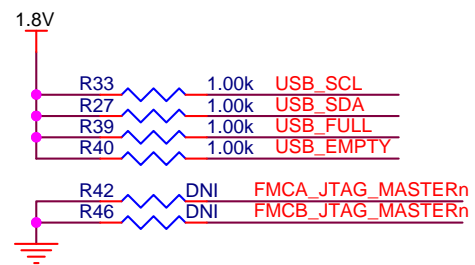 1.8V
R33 1.00k USB_SCL
R27 1.00k USB_SDA
R39 1.00k USB_FULL
R40 1.00k USB_EMPTY
R42 DNI FMCA_JTAG_MASTERn
R46 DNI FMCB_JTAG_MASTERn